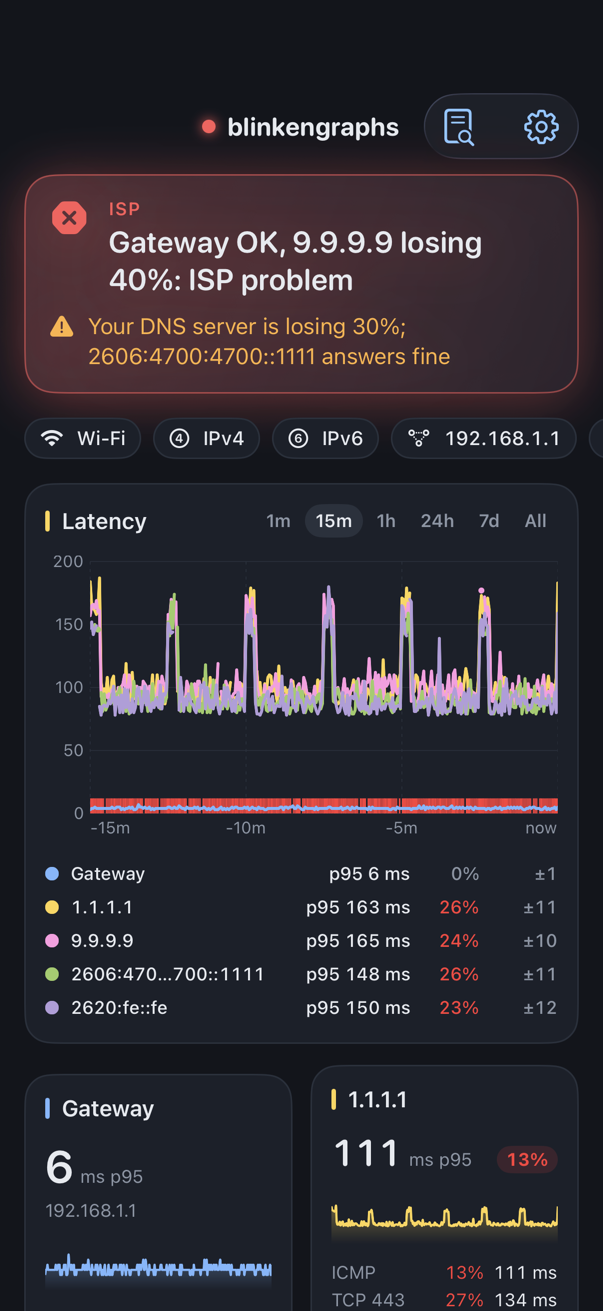 blinkengraphs
ISP
Gateway OK, 9.9.9.9 losing
40%: ISP problem
Your DNS server is losing 30%;
2606:4700:4700::1111 answers fine
Wi-Fi
4 IPv4
6 IPv6
192.168.1.1
Latency 1m 15m 1h 24h 7d All
200
150
100
50
0
-15m -10m -5m now
Gateway p95 6 ms 0% ±1
1.1.1.1 p95 163 ms 26% ±11
9.9.9.9 p95 165 ms 24% ±10
2606:470…700::1111 p95 148 ms 26% ±11
2620:fe::fe p95 150 ms 23% ±12
Gateway
6 ms p95
192.168.1.1
1.1.1.1
111 ms p95 13%
ICMP 13% 111 ms
TCP 443 27% 134 ms